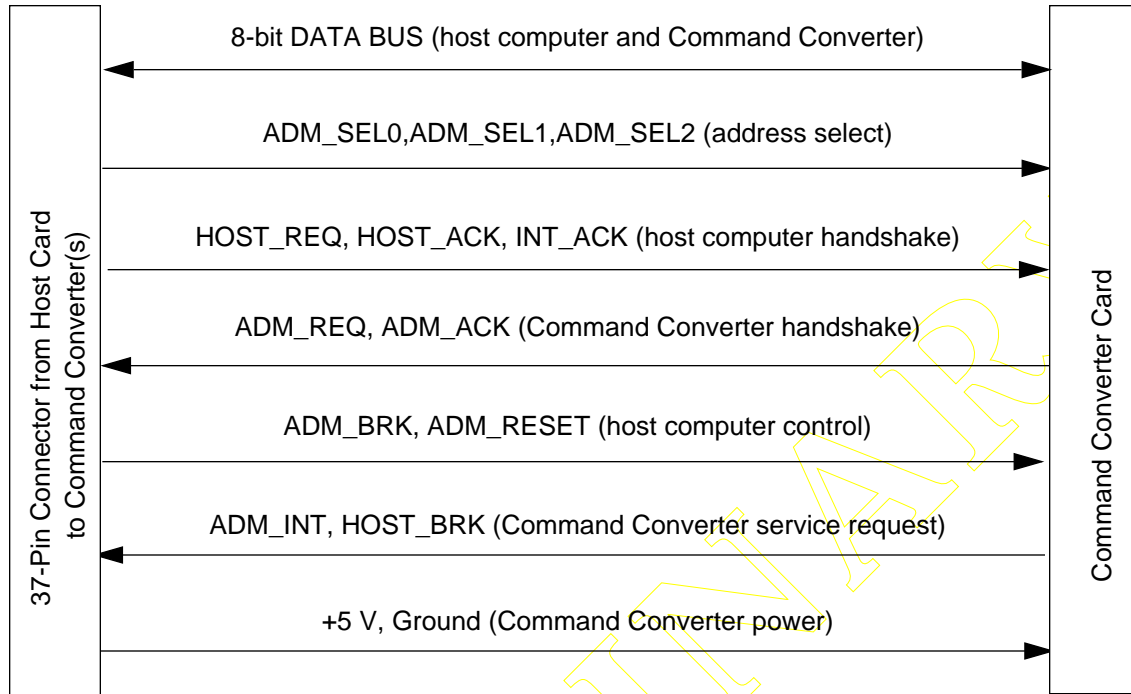 8-bit DATA BUS (host computer and Command Converter)
ADM_SEL0,ADM_SEL1,ADM_SEL2 (address select)
HOST_REQ, HOST_ACK, INT_ACK (host computer handshake)
ADM_REQ, ADM_ACK (Command Converter handshake)
ADM_BRK, ADM_RESET (host computer control)
ADM_INT, HOST_BRK (Command Converter service request)
+5 V, Ground (Command Converter power)
37-Pin Connector from Host Card
to Command Converter(s)
Command Converter Card
INAR